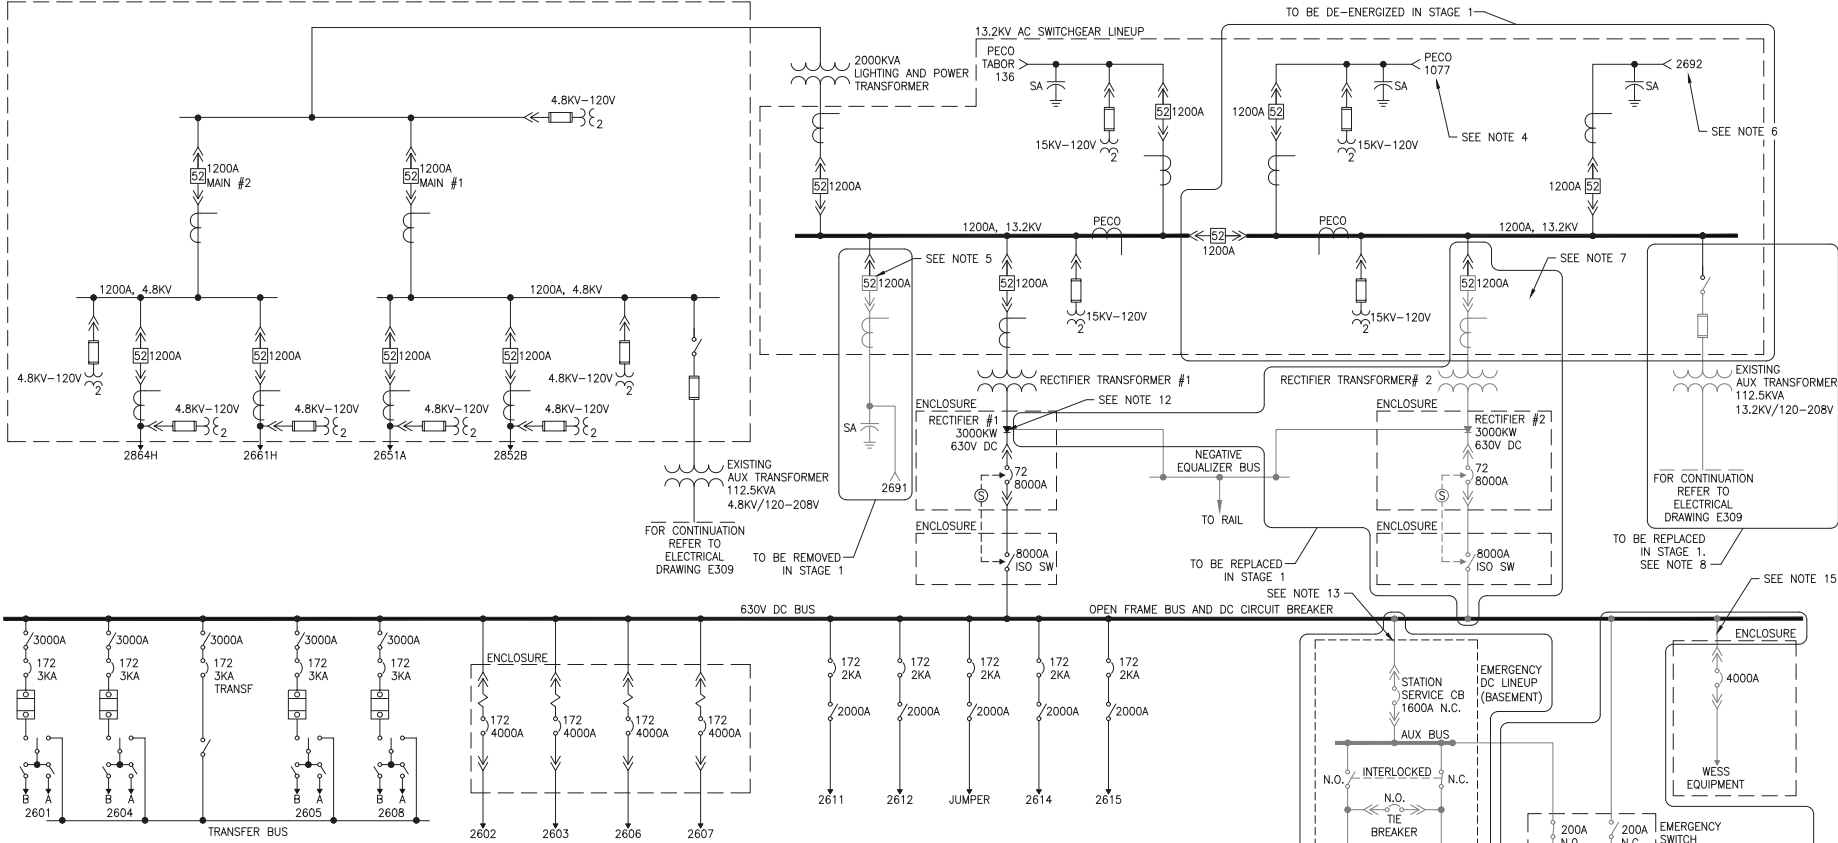 TO BE DE-ENERGIZED IN STAGE 1
13.2KV AC SWITCHGEAR LINEUP
PECO
TABOR
136
SA
2000KVA
LIGHTING AND POWER
TRANSFORMER
PECO
1077
SA
2692
SA
4.8KV-120V
2
52
1200A
15KV-120V
2
52
1200A
15KV-120V
2
SEE NOTE 4
SEE NOTE 6
52
1200A
MAIN #2
52
1200A
MAIN #1
52
1200A
52
1200A
1200A, 13.2KV
PECO
52
1200A
PECO
1200A, 13.2KV
SEE NOTE 5
SEE NOTE 7
52
1200A
52
1200A
52
1200A
1200A, 4.8KV
1200A, 4.8KV
15KV-120V
2
15KV-120V
2
52
1200A
52
1200A
52
1200A
52
1200A
4.8KV-120V
2
4.8KV-120V
2
4.8KV-120V
2
4.8KV-120V
2
4.8KV-120V
2
4.8KV-120V
2
2864H
2661H
2651A
2852B
RECTIFIER TRANSFORMER #1
RECTIFIER TRANSFORMER# 2
EXISTING
AUX TRANSFORMER
112.5KVA
13.2KV/120-208V
SEE NOTE 12
ENCLOSURE
RECTIFIER #1
3000KW
630V DC
72
8000A
S
ENCLOSURE
RECTIFIER #2
3000KW
630V DC
72
8000A
S
SA
2691
NEGATIVE
EQUALIZER BUS
TO RAIL
EXISTING
AUX TRANSFORMER
112.5KVA
4.8KV/120-208V
FOR CONTINUATION
REFER TO
ELECTRICAL
DRAWING E309
FOR CONTINUATION
REFER TO
ELECTRICAL
DRAWING E309
TO BE REMOVED
IN STAGE 1
ENCLOSURE
8000A
ISO SW
ENCLOSURE
8000A
ISO SW
TO BE REPLACED
IN STAGE 1
TO BE REPLACED
IN STAGE 1.
SEE NOTE 8
SEE NOTE 13
SEE NOTE 15
630V DC BUS
OPEN FRAME BUS AND DC CIRCUIT BREAKER
3000A
172
3KA
3000A
172
3KA
3000A
172
3KA
TRANSF
3000A
172
3KA
3000A
172
3KA
B
A
2601
B
A
2604
B
A
2605
B
A
2608
TRANSFER BUS
ENCLOSURE
172
4000A
172
4000A
172
4000A
172
4000A
2602
2603
2606
2607
172
2KA
172
2KA
172
2KA
172
2KA
172
2KA
2000A
2000A
2000A
2000A
2000A
2611
2612
JUMPER
2614
2615
STATION
SERVICE CB
1600A N.C.
EMERGENCY
DC LINEUP
(BASEMENT)
AUX BUS
N.O.
INTERLOCKED
N.C.
N.O.
TIE
BREAKER
ENCLOSURE
4000A
WESS
EQUIPMENT
200A
N.O.
200A
N.C.
EMERGENCY
SWITCH